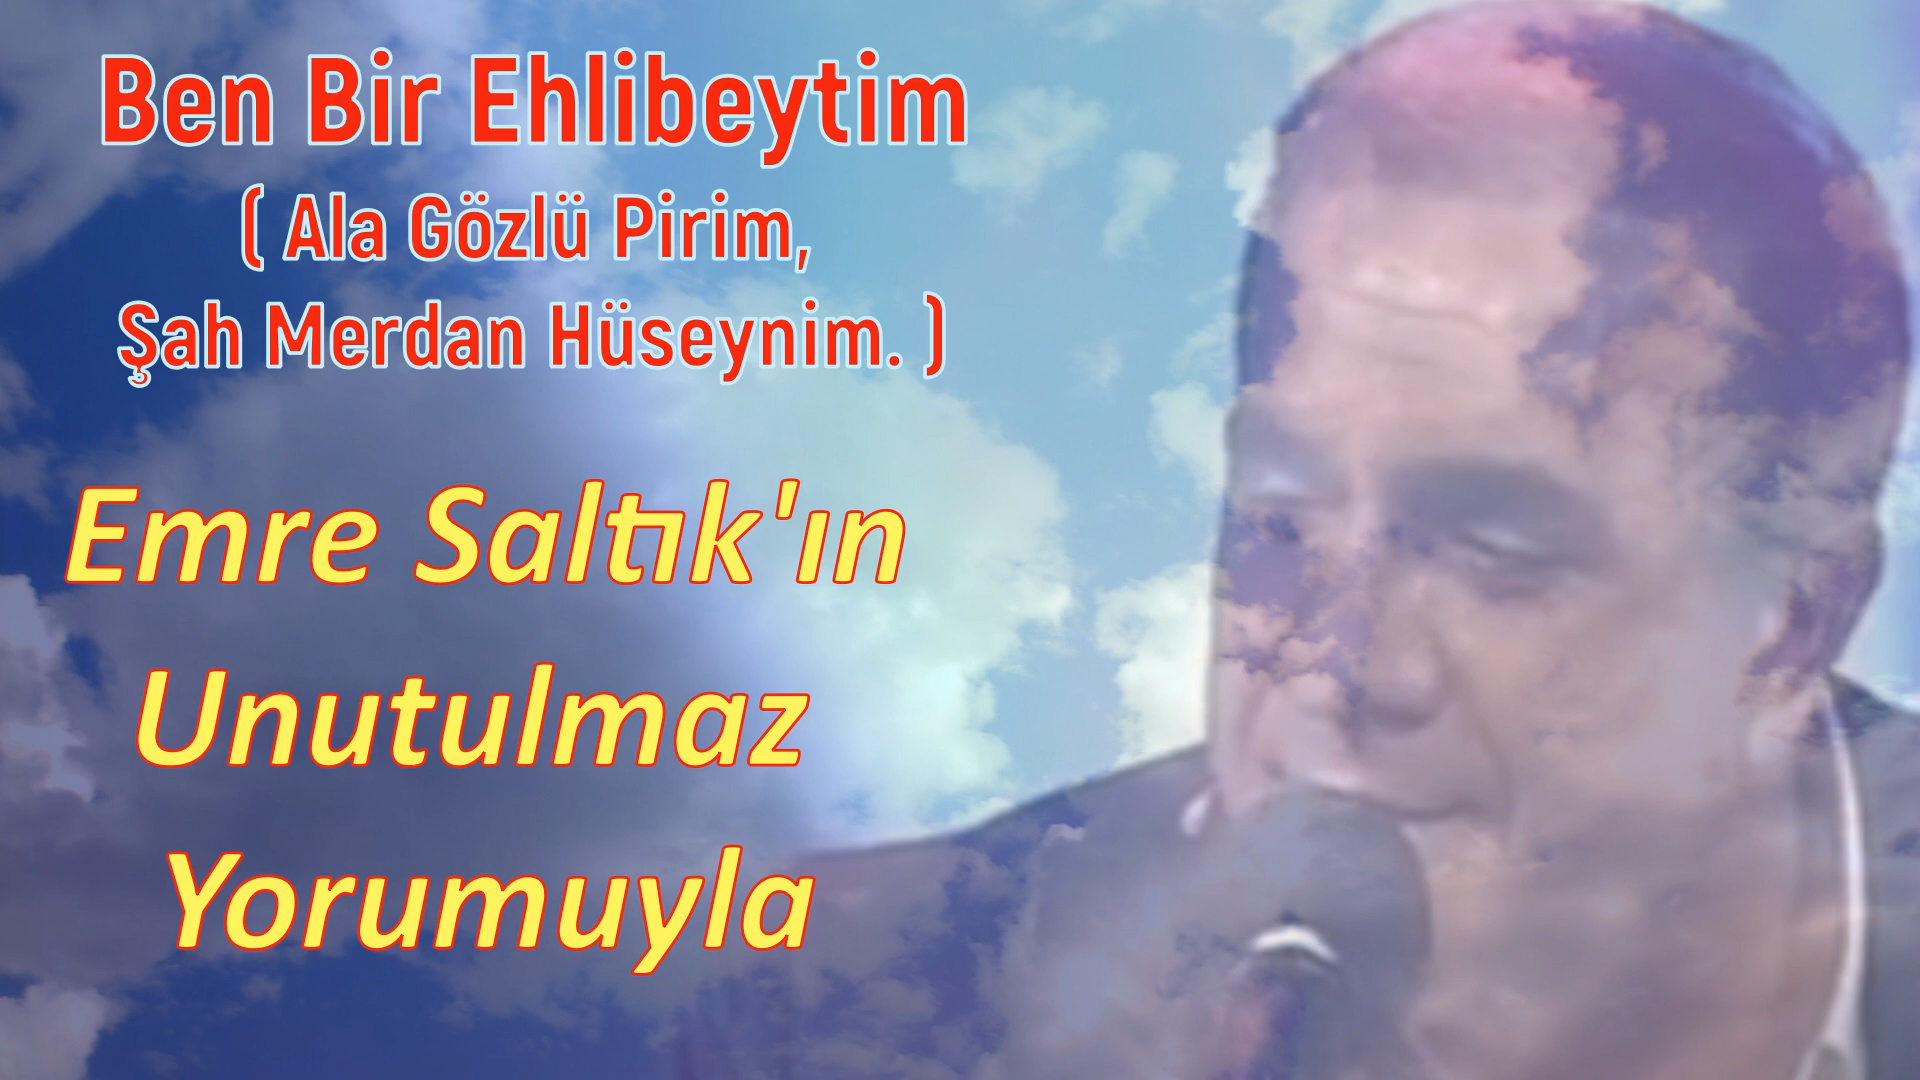 Ben Bir Ehlibeytim
( Ala Gözlü Pirim,
Şah Merdan Hüseynim. )
Emre Saltık'ın
Unutulmaz
Yorumuyla